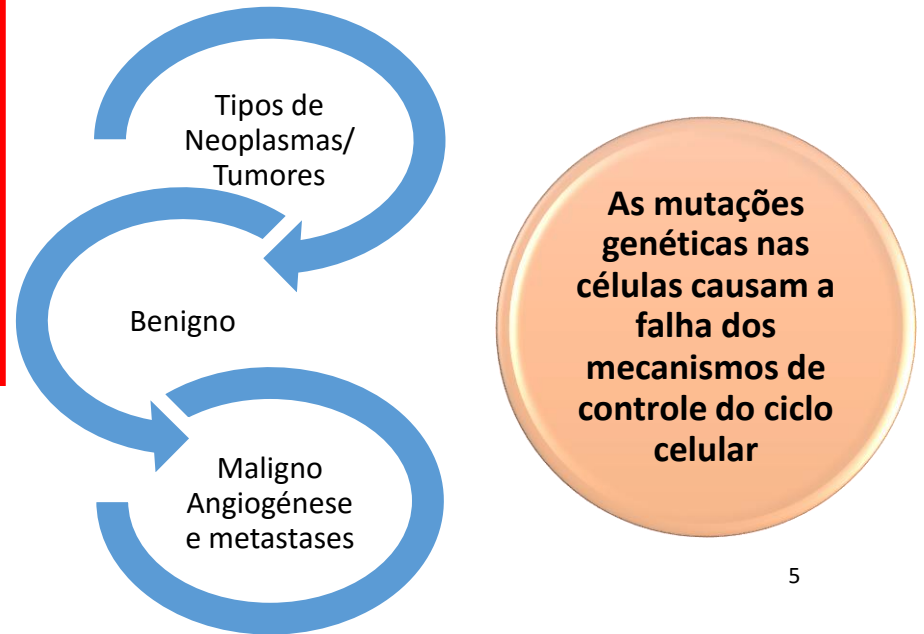 Tipos de
Neoplasmas/
Tumores
Benigno
Maligno
Angiogénese
e metastases
As mutações
genéticas nas
células causam a
falha dos
mecanismos de
controle do ciclo
celular
5